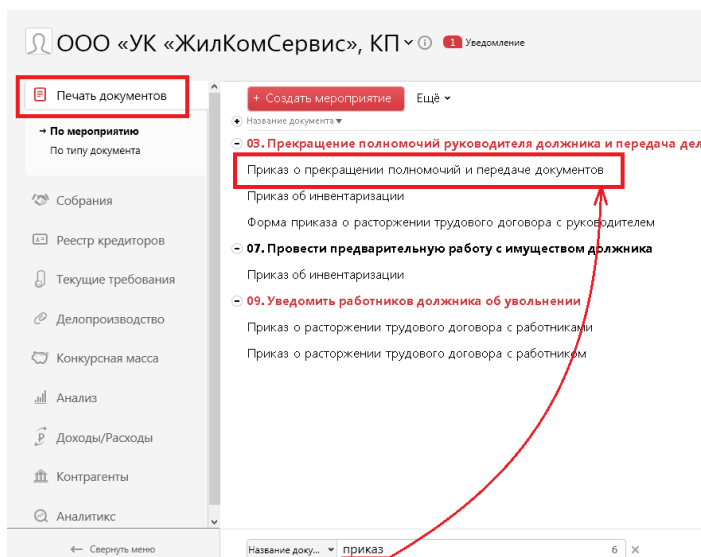 ООО «УК «ЖилКомСервис», КП
1 Уведомление
Печать документов
→ По мероприятию
По типу документа
Собрания
Реестр кредиторов
Текущие требования
Делопроизводство
Конкурсная масса
Анализ
Доходы/Расходы
Контрагенты
Аналитикс
← Свернуть меню
+ Создать мероприятие Ещё
Название документа
03. Прекращение полномочий руководителя должника и передача дел
Приказ о прекращении полномочий и передаче документов
Приказ об инвентаризации
Форма приказа о расторжении трудового договора с руководителем
07. Провести предварительную работу с имуществом должника
Приказ об инвентаризации
09. Уведомить работников должника об увольнении
Приказ о расторжении трудового договора с работниками
Приказ о расторжении трудового договора с работником
Название доку... приказ 6 ×